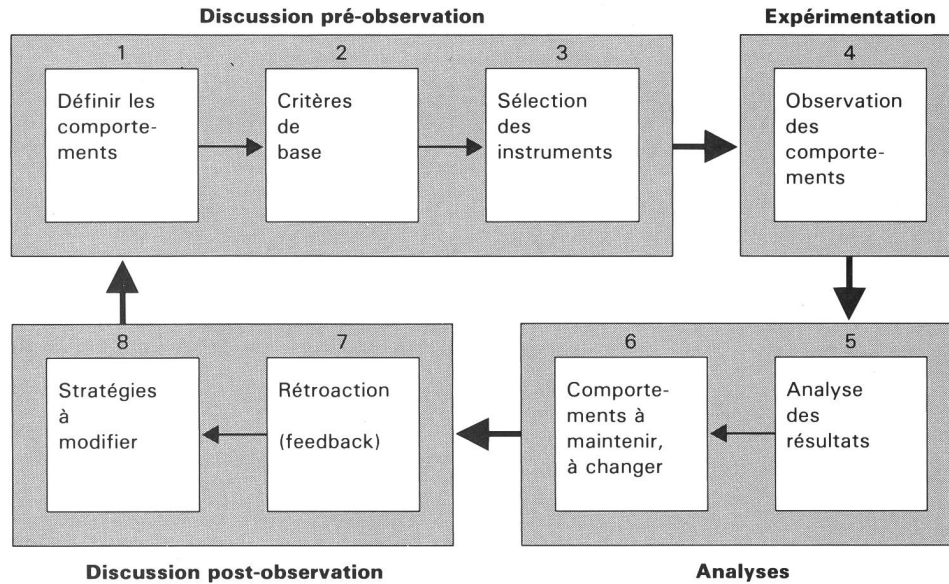 Discussion pré-observation
Expérimentation
1
Définir les
comporte-
ments
2
Critères
de
base
3
Sélection
des
instruments
4
Observation
des
comporte-
ments
8
Stratégies
à
modifier
7
Rétroaction
(feedback)
6
Comporte-
ments à
maintenir,
à changer
5
Analyse
des
résultats
Discussion post-observation
Analyses